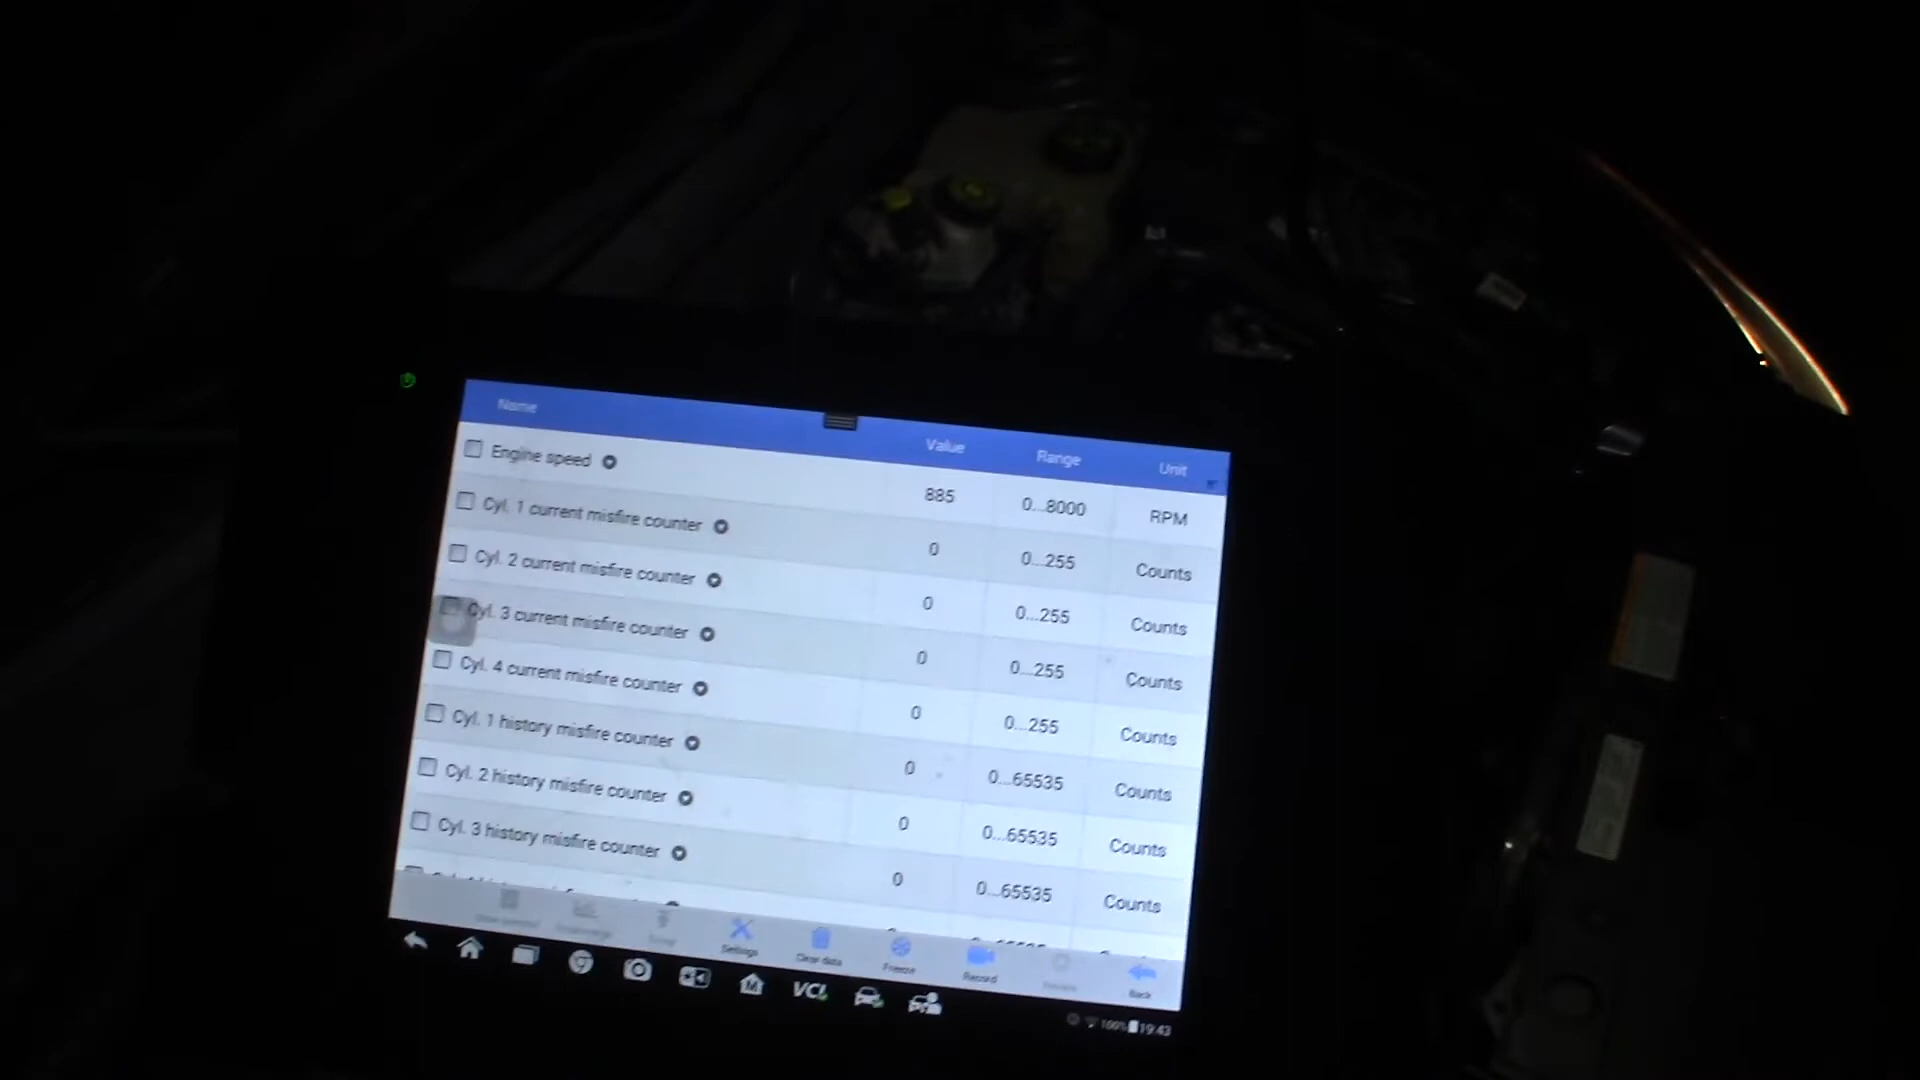 Name Value Range Unit
Engine speed 885 0...8000 RPM
Cyl. 1 current misfire counter 0 0...255 Counts
Cyl. 2 current misfire counter 0 0...255 Counts
Cyl. 3 current misfire counter 0 0...255 Counts
Cyl. 4 current misfire counter 0 0...255 Counts
Cyl. 1 history misfire counter 0 0...65535 Counts
Cyl. 2 history misfire counter 0 0...65535 Counts
Cyl. 3 history misfire counter 0 0...65535 Counts
Settings Clear data Freeze Record Back
VCI
100% 19:43